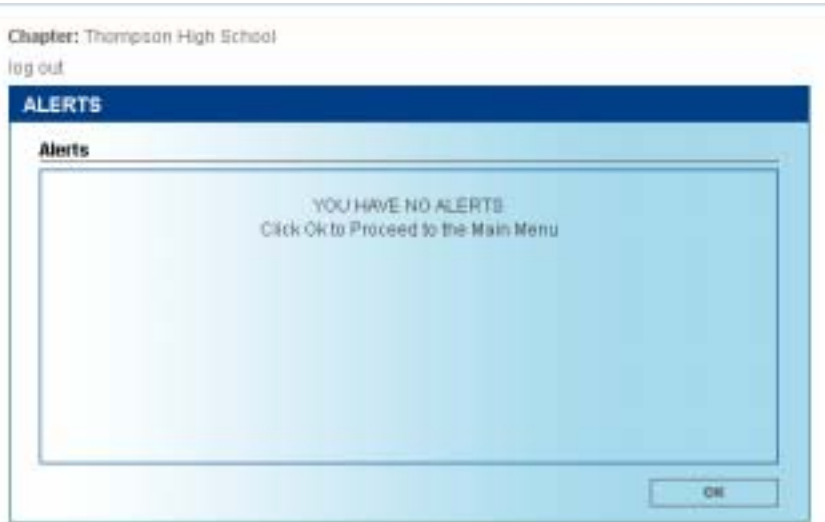 Chapter: Thompson High School
log out
ALERTS
Alerts
YOU HAVE NO ALERTS
Click Ok to Proceed to the Main Menu
OK